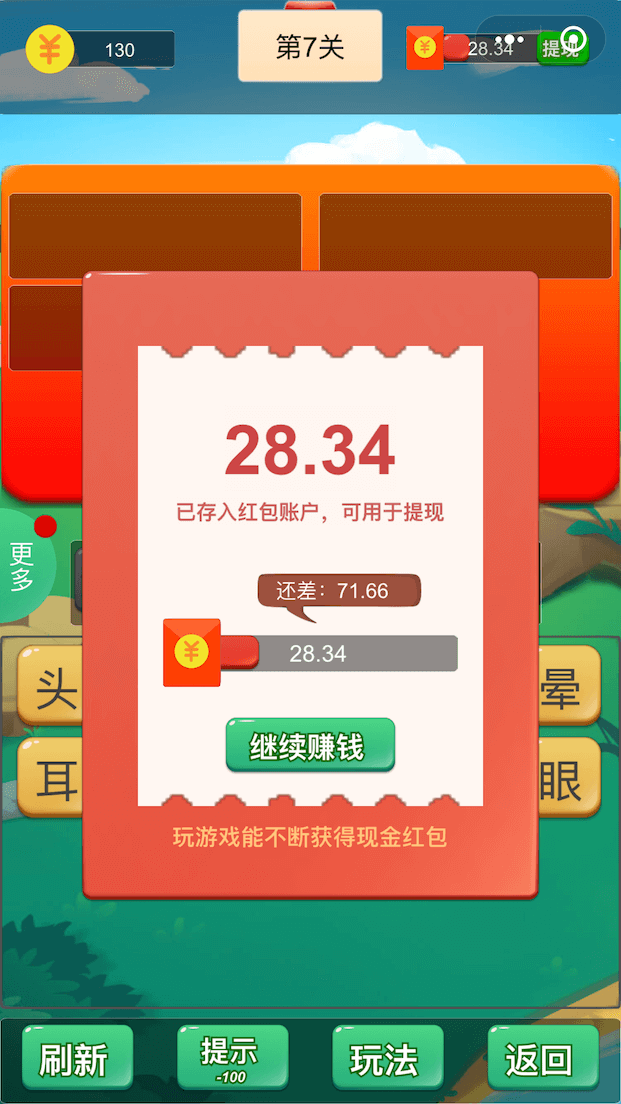 130
第7关
28.34
提现
28.34
已存入红包账户，可用于提现
还差：71.66
28.34
继续赚钱
玩游戏能不断获得现金红包
更多
头
晕
耳
眼
刷新
提示
-100
玩法
返回